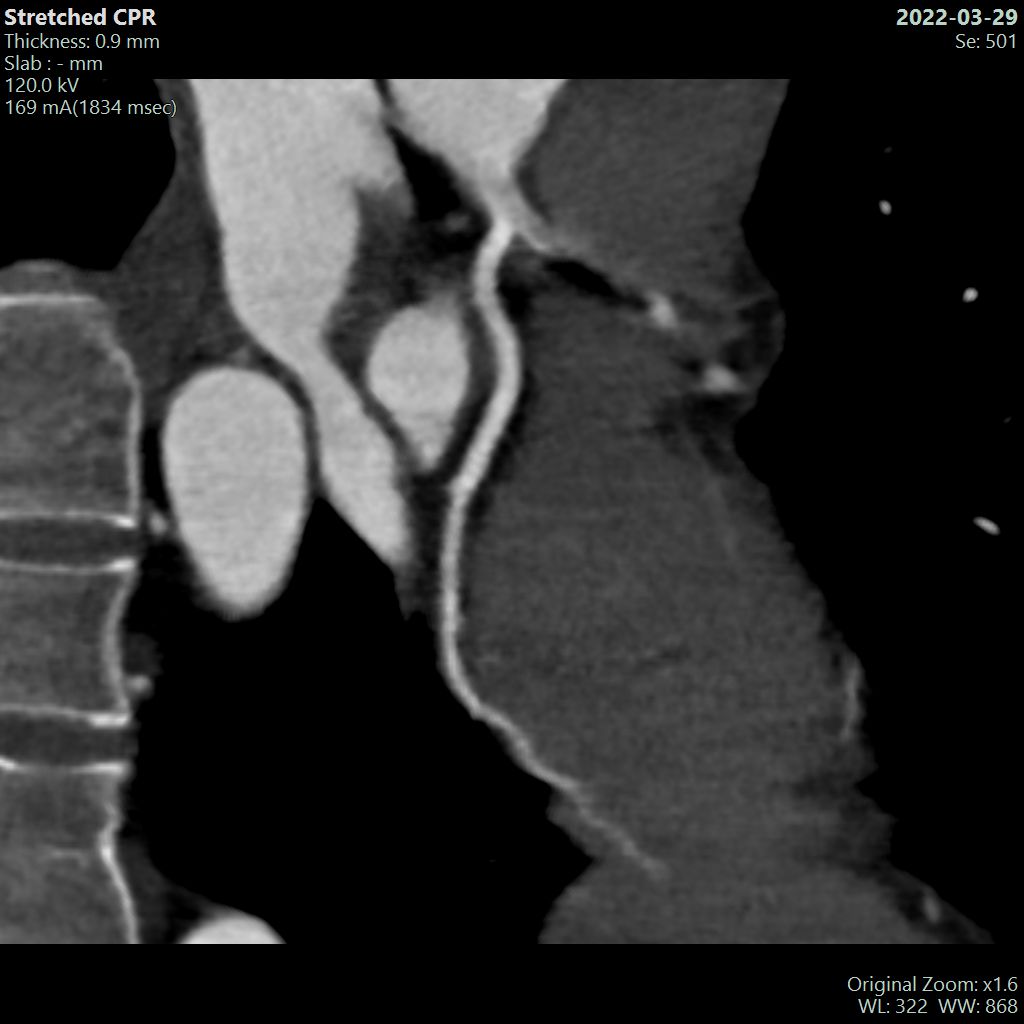 Stretched CPR
Thickness: 0.9 mm
Slab : - mm
120.0 kV
169 mA(1834 msec)
2022-03-29
Se: 501
Original Zoom: x1.6
WL: 322 WW: 868